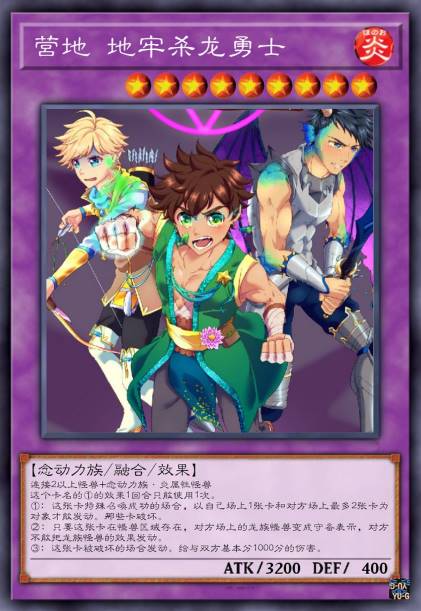 营地 地牢杀龙勇士
ほのお
炎
【念动力族/融合/效果】
连接2以上怪兽+念动力族·炎属性怪兽
这个卡名的①的效果1回合只能使用1次。
①：这张卡特殊召唤成功的场合，以自己场上1张卡和对方场上最多2张卡为
对象才能发动。那些卡破坏。
②：只要这张卡在怪兽区域存在，对方场上的龙族怪兽变成守备表示，对方
不能把龙族怪兽的效果发动。
③：这张卡被破坏的场合发动。给与双方基本分1000分的伤害。
ATK/3200 DEF/ 400